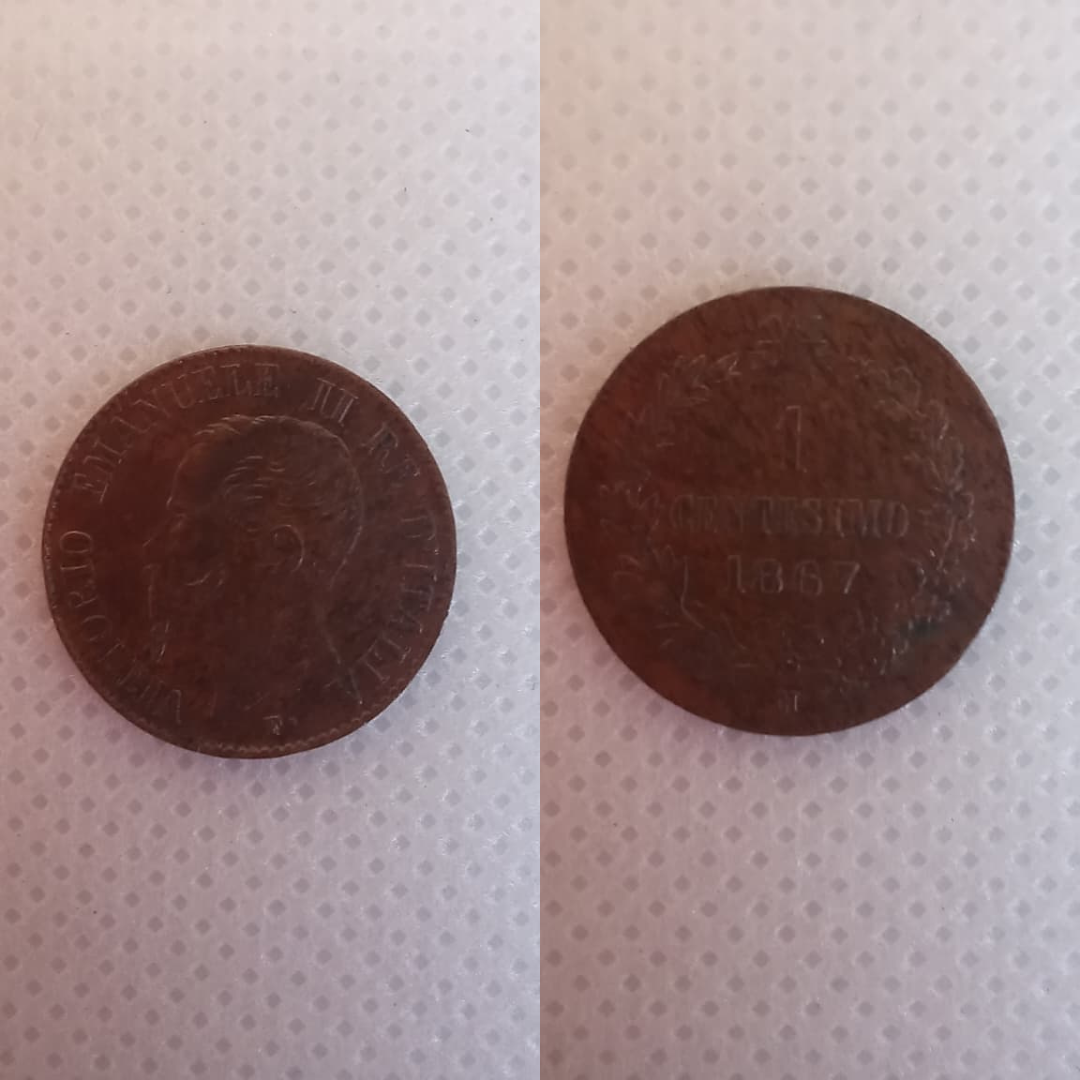 VITTORIO EMANUELE II RE D'ITALIA
F.
1
CENTESIMO
1867
M